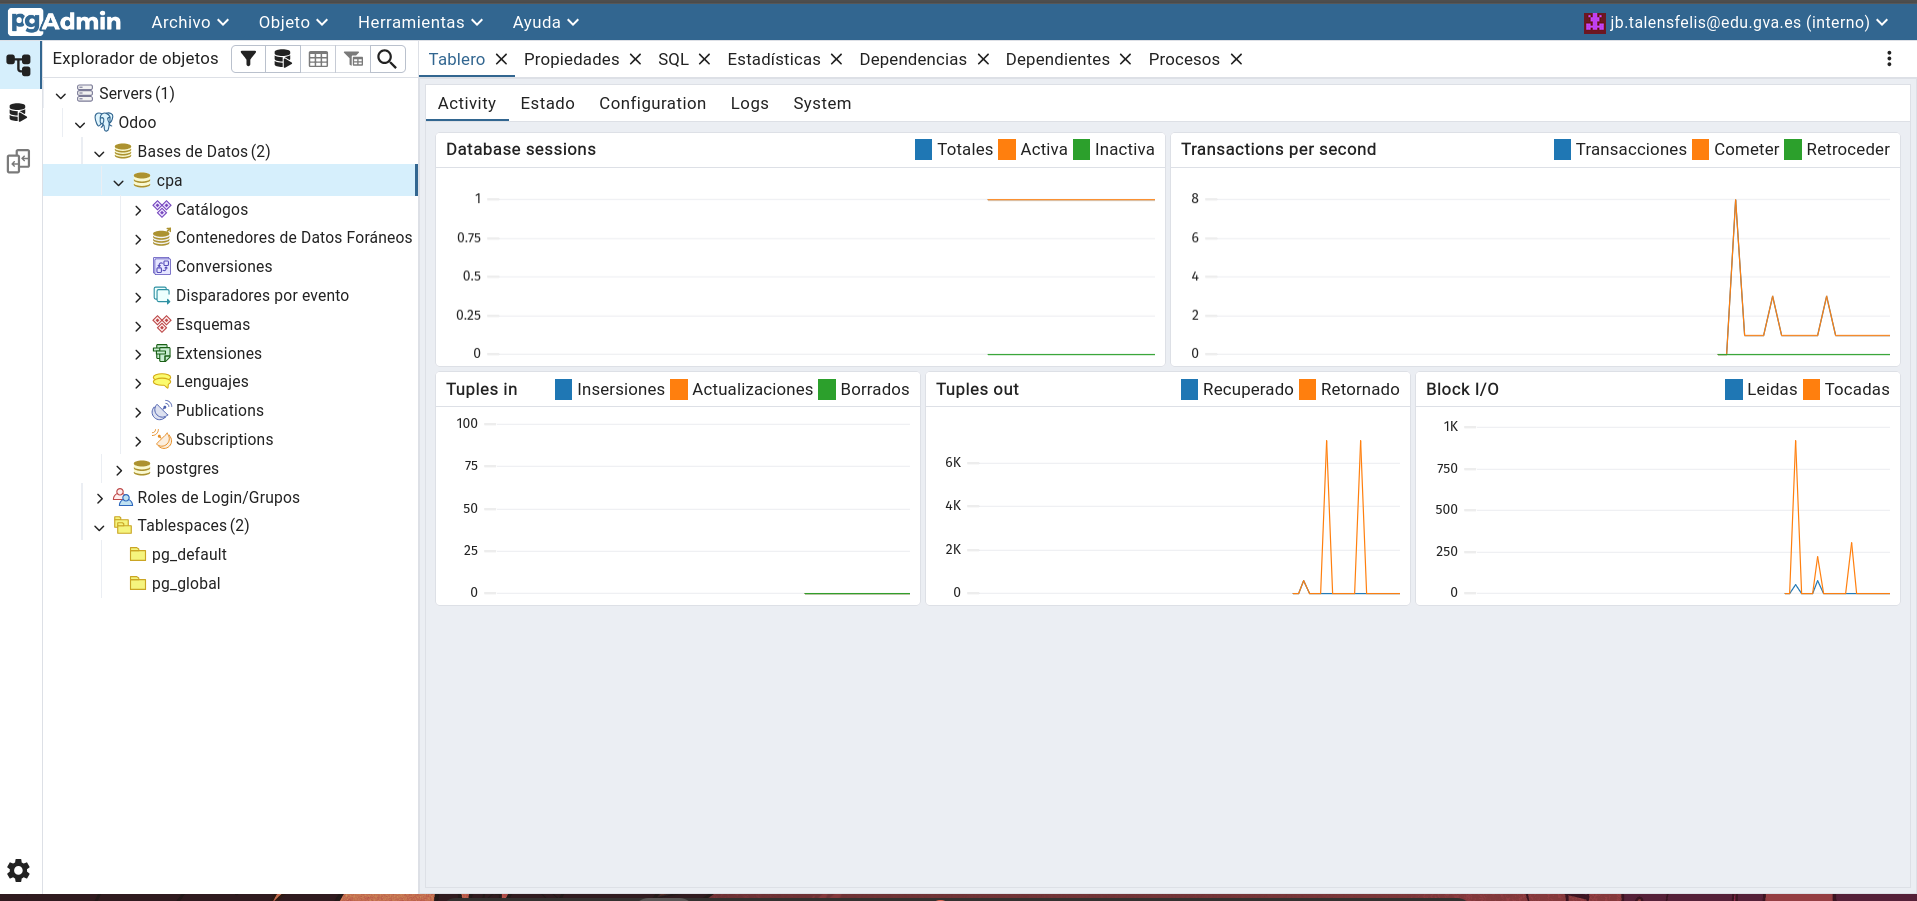 pgAdmin Archivo Objeto Herramientas Ayuda jb.talensfelis@edu.gva.es (interno)
Explorador de objetos
Tablero Propiedades SQL Estadísticas Dependencias Dependientes Procesos
Servers (1)
Odoo
Bases de Datos (2)
cpa
Catálogos
Contenedores de Datos Foráneos
Conversiones
Disparadores por evento
Esquemas
Extensiones
Lenguajes
Publications
Subscriptions
postgres
Roles de Login/Grupos
Tablespaces (2)
pg_default
pg_global
Activity Estado Configuration Logs System
Database sessions Totales Activa Inactiva
1
0.75
0.5
0.25
0
Transactions per second Transacciones Cometer Retroceder
8
6
4
2
0
Tuples in Insersiones Actualizaciones Borrados
100
75
50
25
0
Tuples out Recuperado Retornado
6K
4K
2K
0
Block I/O Leidas Tocadas
1K
750
500
250
0